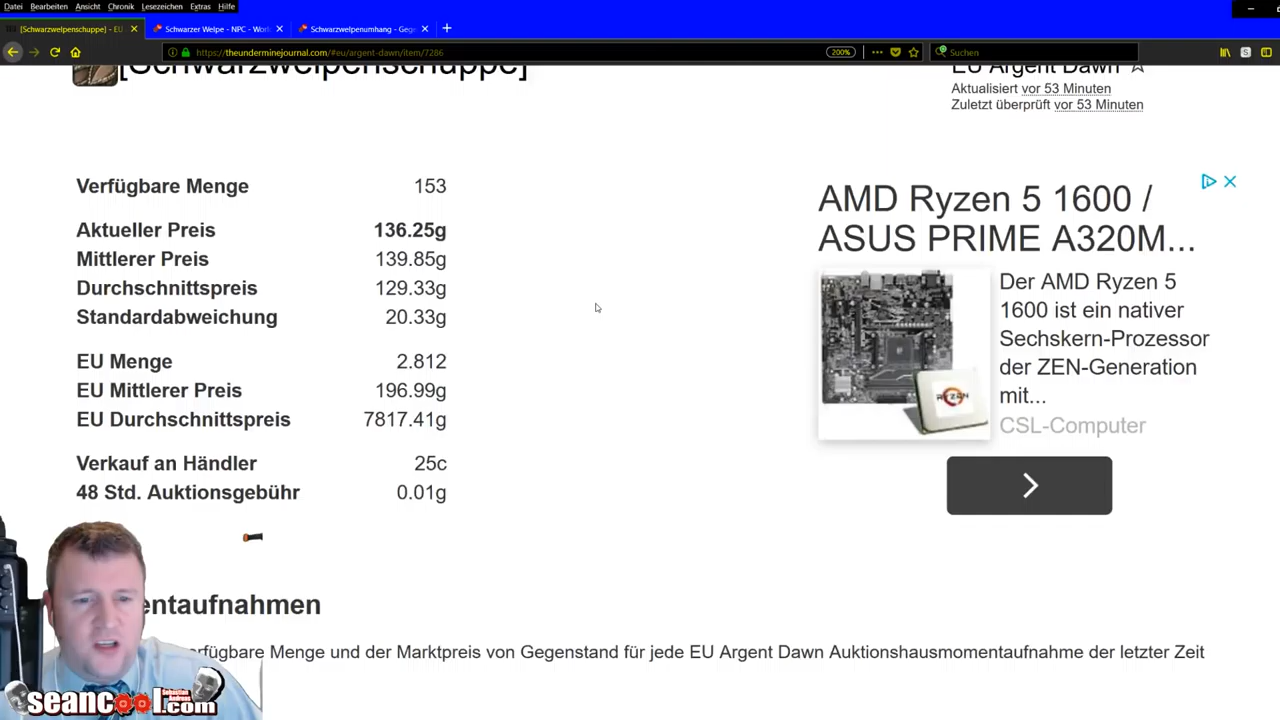 Datei Bearbeiten Ansicht Chronik Lesezeichen Extras Hilfe
[Schwarzwelpenschuppe] - EU
Schwarzer Welpe - NPC - Worl
Schwarzwelpenumhang - Gege
https://theunderminejournal.com/#eu/argent-dawn/item/7286
200%
Suchen
[Schwarzwelpenschuppe]
EU Argent Dawn
Aktualisiert vor 53 Minuten
Zuletzt überprüft vor 53 Minuten
Verfügbare Menge 153
Aktueller Preis 136.25g
Mittlerer Preis 139.85g
Durchschnittspreis 129.33g
Standardabweichung 20.33g
EU Menge 2.812
EU Mittlerer Preis 196.99g
EU Durchschnittspreis 7817.41g
Verkauf an Händler 25c
48 Std. Auktionsgebühr 0.01g
AMD Ryzen 5 1600 /
ASUS PRIME A320M...
Der AMD Ryzen 5
1600 ist ein nativer
Sechskern-Prozessor
der ZEN-Generation
mit...
CSL-Computer
RYZEN
entaufnahmen
rfügbare Menge und der Marktpreis von Gegenstand für jede EU Argent Dawn Auktionshausmomentaufnahme der letzter Zeit
Sebastian
Andreas
seancool.com